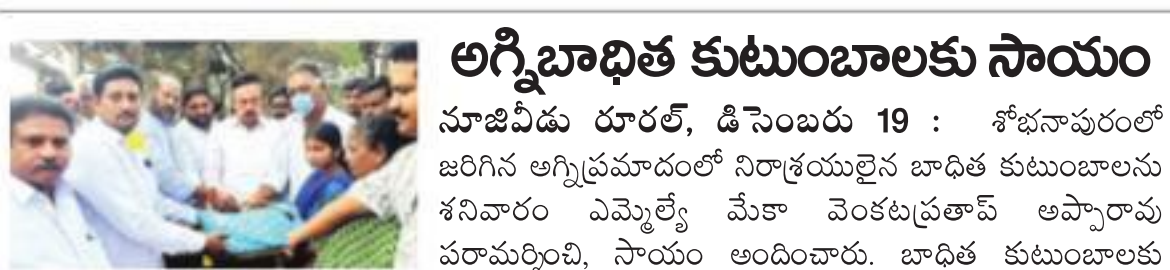 అగ్నిబాధిత కుటుంబాలకు సాయం
నూజివీడు రూరల్, డిసెంబరు 19 : శోభనాపురంలో
జరిగిన అగ్నిప్రమాదంలో నిరాశ్రయులైన బాధిత కుటుంబాలను
శనివారం ఎమ్మెల్యే మేకా వెంకటప్రతాప్ అప్పారావు
పరామర్శించి, సాయం అందించారు. బాధిత కుటుంబాలకు